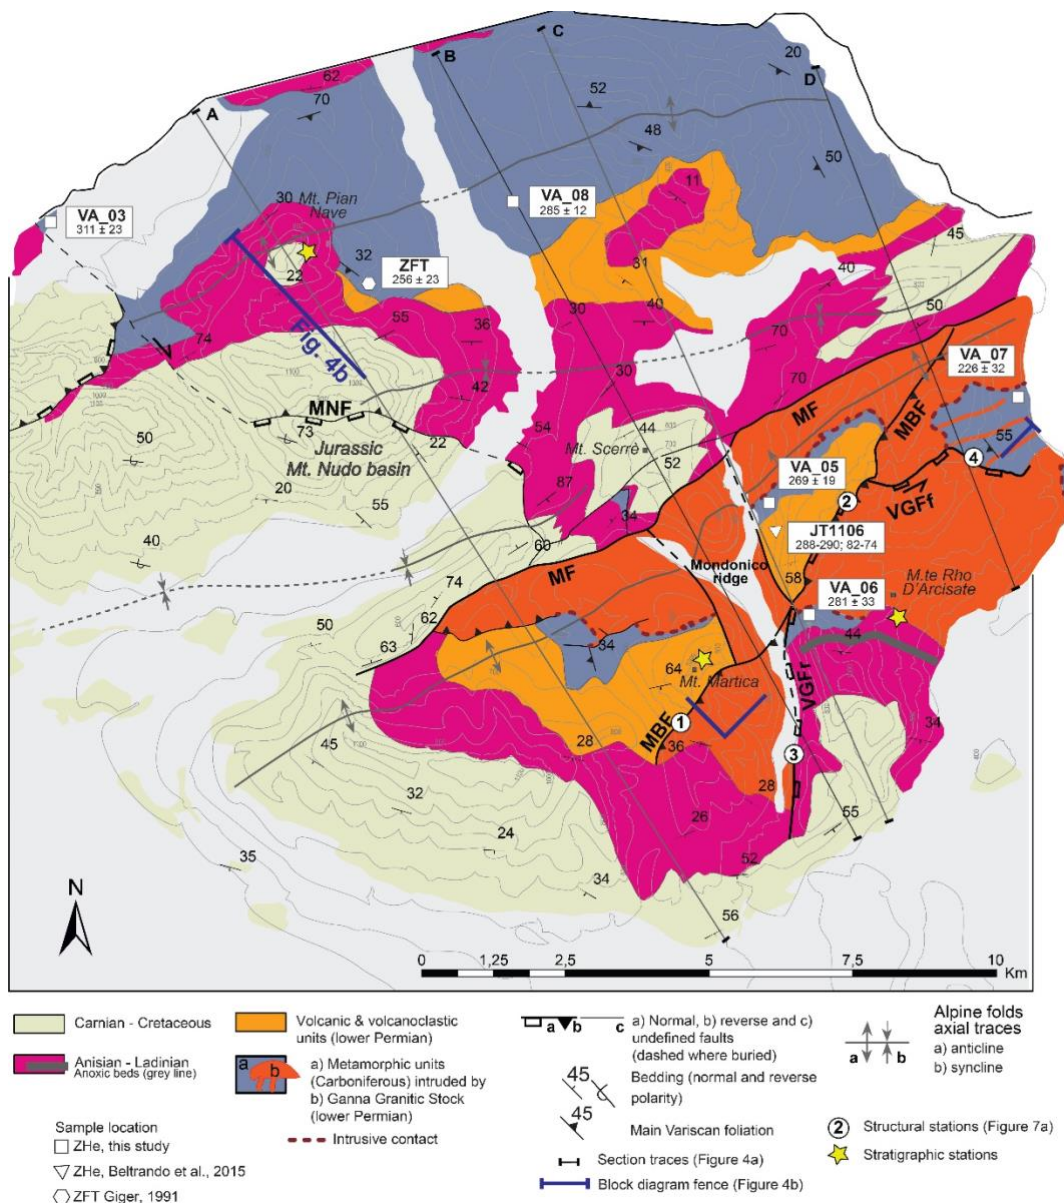 A
B
C
D
20
62
70
52
48
50
30
Mt. Pian
Nave
VA_03
311 ± 23
VA_08
285 ± 12
11
32
ZFT
256 ± 23
22
31
40
45
Fig. 4b
74
55
36
30
40
70
50
42
30
70
VA_07
226 ± 32
MNF
73
22
50
Jurassic
Mt. Nudo basin
54
44
Mt. Scerrè
52
MF
MBF
55
4
20
55
87
34
VA_05
269 ± 19
2
VGFf
JT1106
288-290; 82-74
40
60
74
MF
Mondonico
ridge
58
VA_06
281 ± 33
M.te Rho
D'Arcisate
50
62
63
34
64
Mt. Martica
44
VGFr
45
28
MBF
1
36
3
34
28
32
26
55
24
35
34
52
56
N
0 1,25 2,5 5 7,5 10
Km
Carnian - Cretaceous
Anisian - Ladinian
Anoxic beds (grey line)
Sample location
ZHe, this study
ZHe, Beltrando et al., 2015
ZFT Giger, 1991
Volcanic & volcanoclastic
units (lower Permian)
a b
a) Metamorphic units
(Carboniferous) intruded by
b) Ganna Granitic Stock
(lower Permian)
Intrusive contact
a b c
a) Normal, b) reverse and c)
undefined faults
(dashed where buried)
45
Bedding (normal and reverse
polarity)
45
Main Variscan foliation
Section traces (Figure 4a)
Block diagram fence (Figure 4b)
a b
Alpine folds
axial traces
a) anticline
b) syncline
2 Structural stations (Figure 7a)
Stratigraphic stations